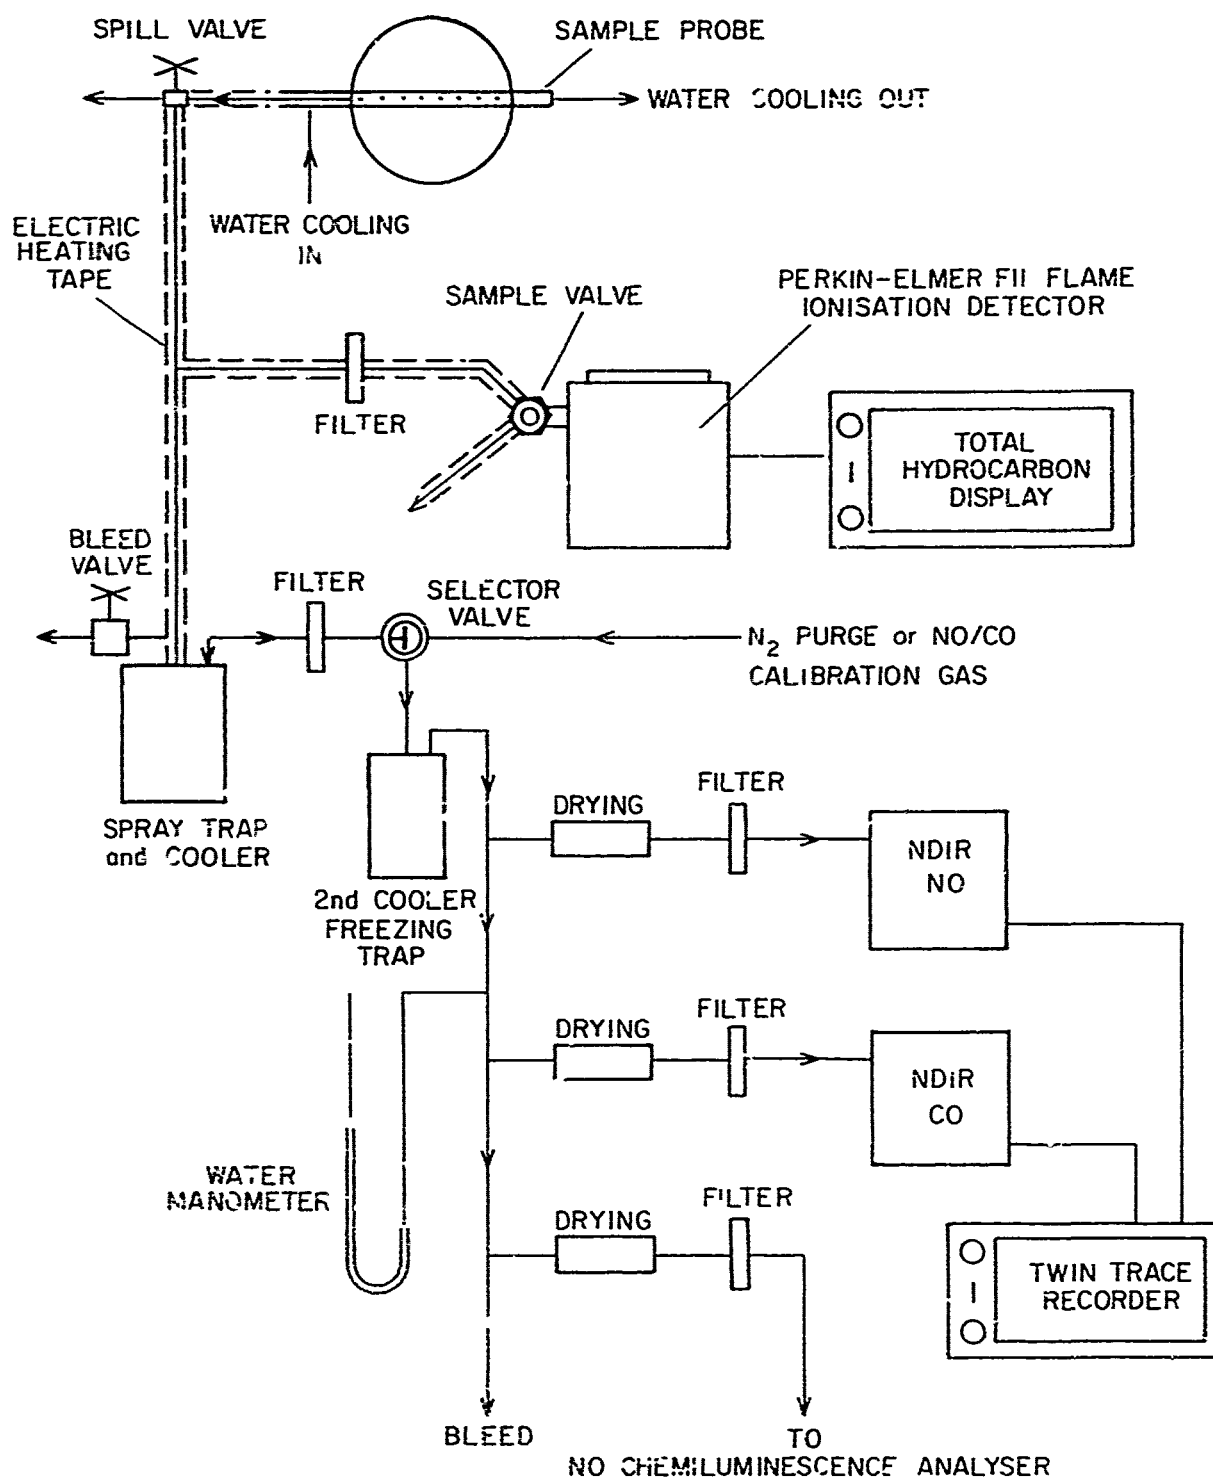 SPILL VALVE
SAMPLE PROBE
WATER COOLING OUT
ELECTRIC
HEATING
TAPE
WATER COOLING
IN
SAMPLE VALVE
PERKIN-ELMER FII FLAME
IONISATION DETECTOR
FILTER
TOTAL
HYDROCARBON
DISPLAY
BLEED
VALVE
FILTER
SELECTOR
VALVE
N₂ PURGE or NO/CO
CALIBRATION GAS
SPRAY TRAP
and COOLER
2nd COOLER
FREEZING
TRAP
DRYING
FILTER
NDIR
NO
DRYING
FILTER
NDIR
CO
WATER
MANOMETER
DRYING
FILTER
TWIN TRACE
RECORDER
BLEED
TO
NO CHEMILUMINESCENCE ANALYSER